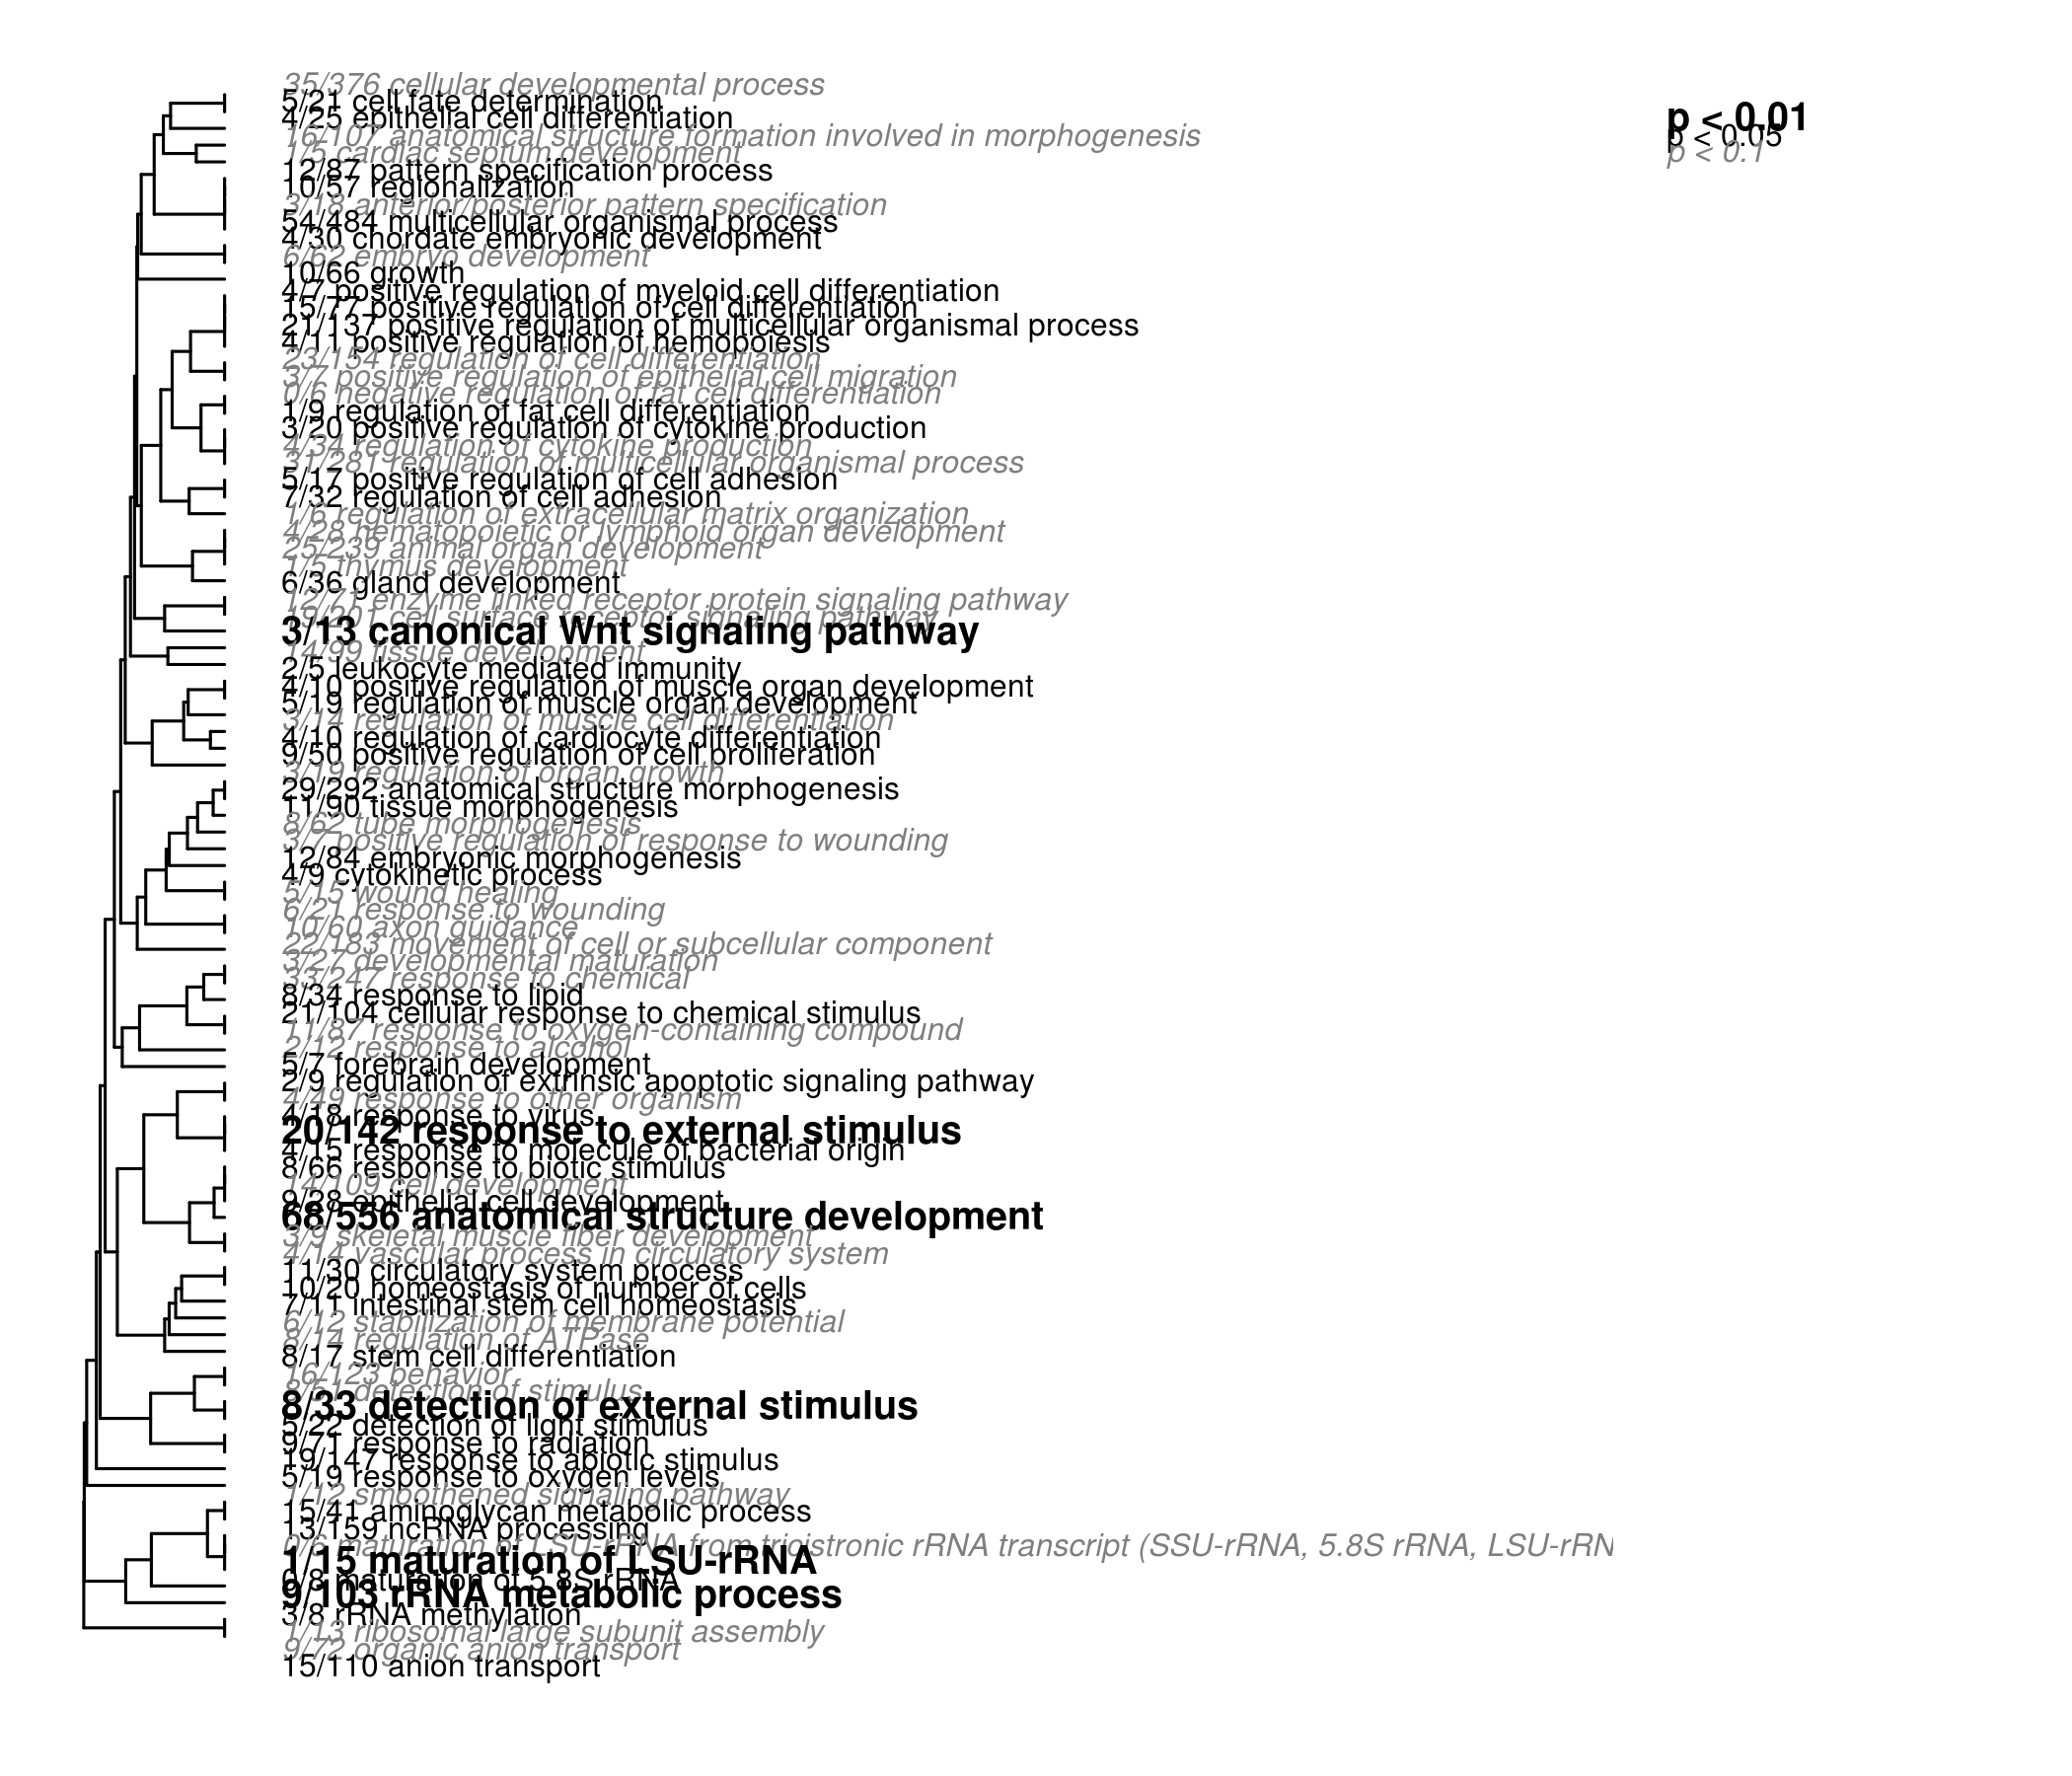 35/376 cellular developmental process
5/21 cell fate determination
4/25 epithelial cell differentiation
16/107 anatomical structure formation involved in morphogenesis
1/5 cardiac septum development
12/87 pattern specification process
10/57 regionalization
3/18 anterior/posterior pattern specification
54/484 multicellular organismal process
4/30 chordate embryonic development
6/62 embryo development
10/66 growth
4/7 positive regulation of myeloid cell differentiation
15/77 positive regulation of cell differentiation
21/137 positive regulation of multicellular organismal process
4/11 positive regulation of hemopoiesis
23/154 regulation of cell differentiation
3/7 positive regulation of epithelial cell migration
0/6 negative regulation of fat cell differentiation
1/9 regulation of fat cell differentiation
3/20 positive regulation of cytokine production
4/34 regulation of cytokine production
31/281 regulation of multicellular organismal process
5/17 positive regulation of cell adhesion
7/32 regulation of cell adhesion
1/6 regulation of extracellular matrix organization
4/28 hematopoietic or lymphoid organ development
25/239 animal organ development
1/5 thymus development
6/36 gland development
12/71 enzyme linked receptor protein signaling pathway
19/201 cell surface receptor signaling pathway
3/13 canonical Wnt signaling pathway
14/99 tissue development
2/5 leukocyte mediated immunity
4/10 positive regulation of muscle organ development
5/19 regulation of muscle organ development
3/14 regulation of muscle cell differentiation
4/10 regulation of cardiocyte differentiation
9/50 positive regulation of cell proliferation
3/19 regulation of organ growth
29/292 anatomical structure morphogenesis
11/90 tissue morphogenesis
8/62 tube morphogenesis
3/7 positive regulation of response to wounding
12/84 embryonic morphogenesis
4/9 cytokinetic process
5/15 wound healing
6/21 response to wounding
10/60 axon guidance
22/183 movement of cell or subcellular component
3/27 developmental maturation
33/247 response to chemical
8/34 response to lipid
21/104 cellular response to chemical stimulus
11/87 response to oxygen-containing compound
2/12 response to alcohol
5/7 forebrain development
2/9 regulation of extrinsic apoptotic signaling pathway
4/49 response to other organism
4/18 response to virus
20/142 response to external stimulus
4/15 response to molecule of bacterial origin
8/66 response to biotic stimulus
14/109 cell development
9/28 epithelial cell development
68/556 anatomical structure development
3/9 skeletal muscle fiber development
4/14 vascular process in circulatory system
11/30 circulatory system process
10/20 homeostasis of number of cells
7/11 intestinal stem cell homeostasis
6/12 stabilization of membrane potential
8/14 regulation of ATPase
8/17 stem cell differentiation
16/123 behavior
8/51 detection of stimulus
8/33 detection of external stimulus
5/22 detection of light stimulus
9/71 response to radiation
19/147 response to abiotic stimulus
5/19 response to oxygen levels
1/12 smoothened signaling pathway
15/41 aminoglycan metabolic process
13/159 ncRNA processing
0/6 maturation of LSU-rRNA from tricistronic rRNA transcript (SSU-rRNA, 5.8S rRNA, LSU-rRN
1/15 maturation of LSU-rRNA
0/8 maturation of 5.8S rRNA
9/103 rRNA metabolic process
3/8 rRNA methylation
1/13 ribosomal large subunit assembly
9/72 organic anion transport
15/110 anion transport
p < 0.01
p < 0.05
p < 0.1